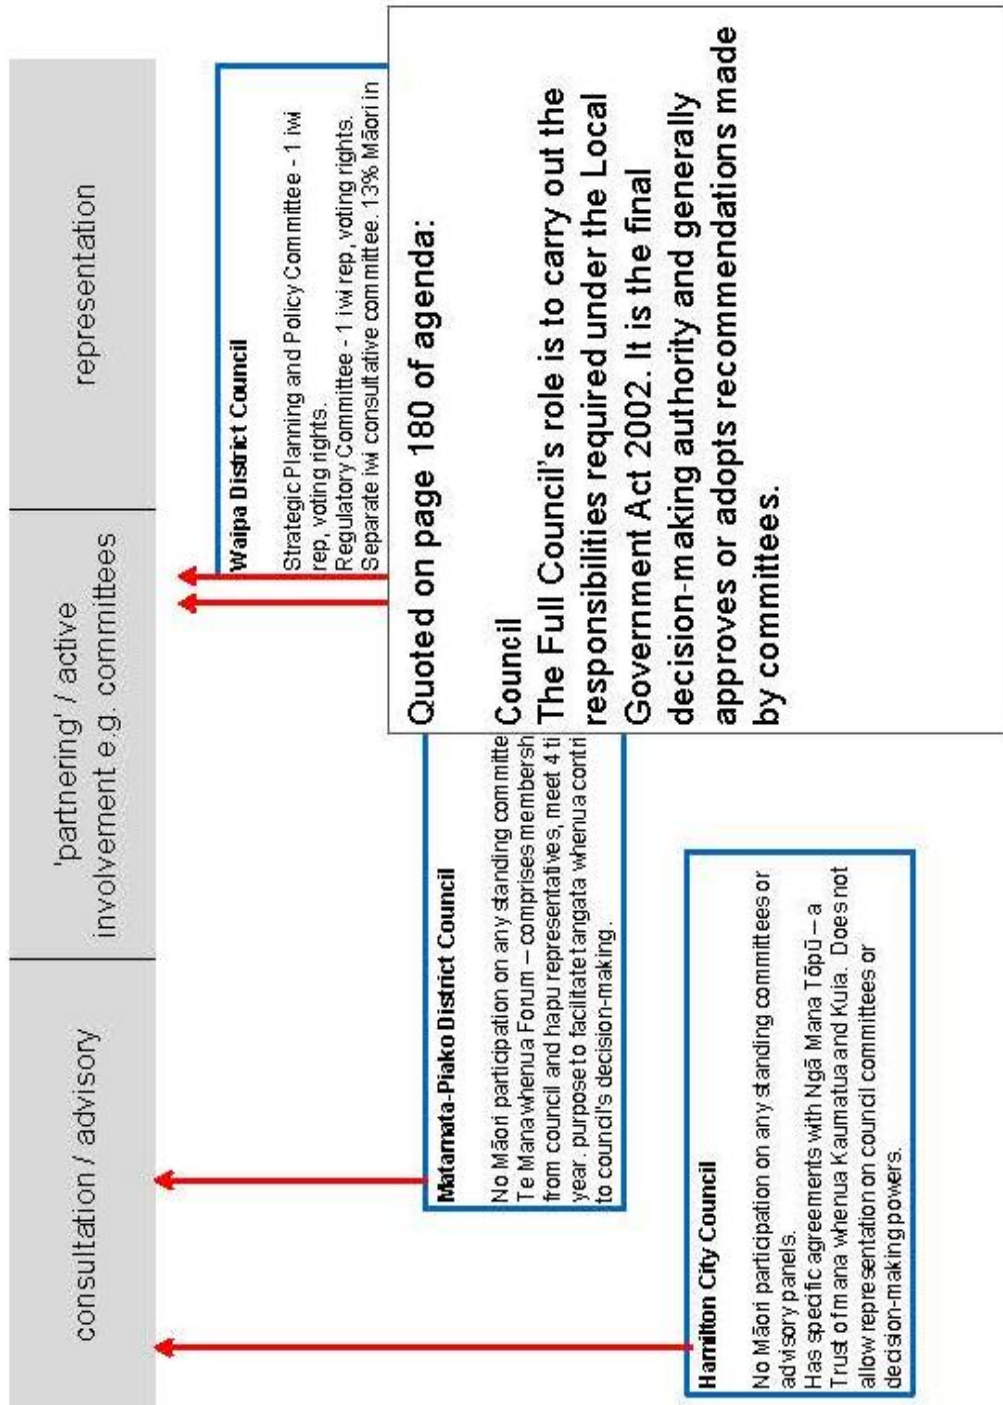 consultation / advisory
'partnering' / active
involvement e.g. committees
representation
Waipa District Council
Strategic Planning and Policy Committee - 1 iwi
rep, voting rights.
Regulatory Committee - 1 iwi rep, voting rights.
Separate iwi consultative committee. 13% Māori in
Matamata-Piako District Council
No Māori participation on any standing committe
Te Mana whenua Forum – comprises membersh
from council and hapu representatives, meet 4 ti
year. purpose to facilitate tangata whenua contri
to council's decision-making.
Hamilton City Council
No Māori participation on any standing committees or
advisory panels.
Has specific agreements with Ngā Mana Tōpū – a
Trust of mana whenua Kaumatua and Kuia. Does not
allow representation on council committees or
decision-making powers.
Quoted on page 180 of agenda:
Council
The Full Council's role is to carry out the
responsibilities required under the Local
Government Act 2002. It is the final
decision-making authority and generally
approves or adopts recommendations made
by committees.